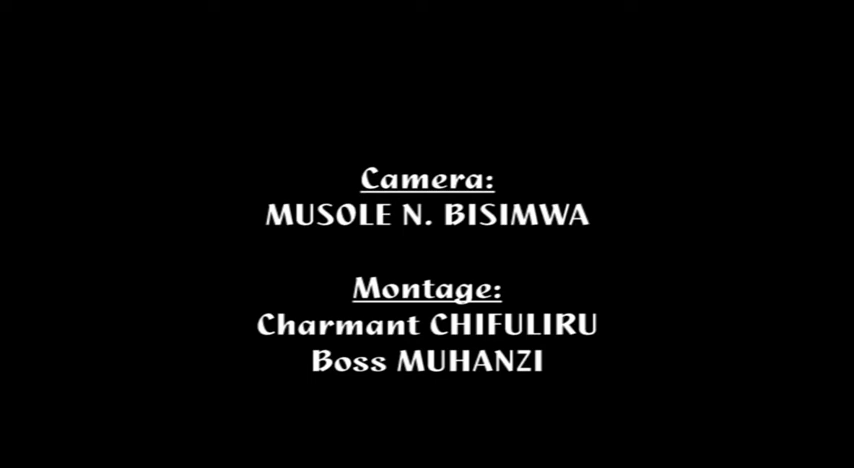 Camera:
MUSOLE N. BISIMWA
Montage:
Charmant CHIFULIRU
Boss MUHANZI